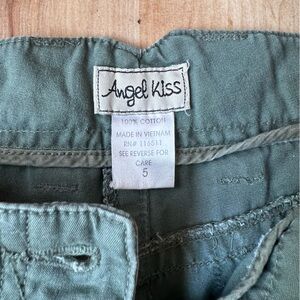 Angel Kiss
100% COTTON
MADE IN VIETNAM
RN# 116511
SEE REVERSE FOR
CARE
5